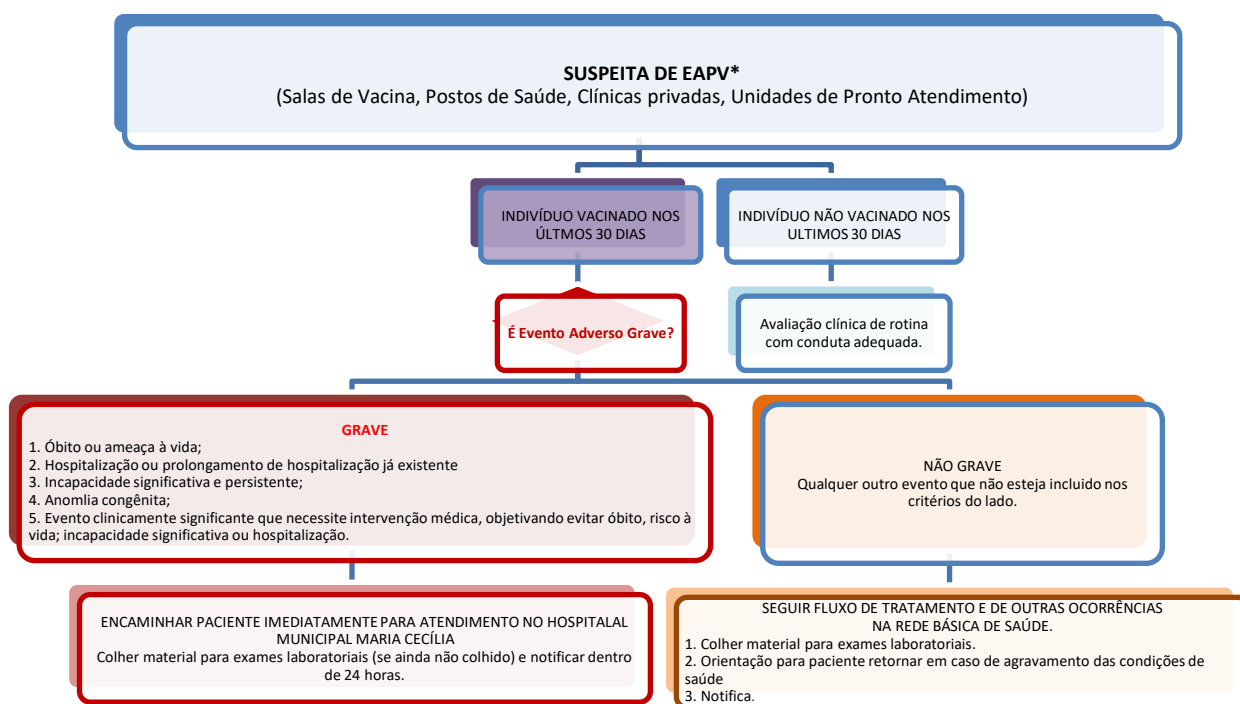 SUSPEITA DE EAPV*
(Salas de Vacina, Postos de Saúde, Clínicas privadas, Unidades de Pronto Atendimento)
INDIVÍDUO VACINADO NOS
ÚLTMOS 30 DIAS
INDIVÍDUO NÃO VACINADO NOS
ULTIMOS 30 DIAS
É Evento Adverso Grave?
Avaliação clínica de rotina
com conduta adequada.
GRAVE
1. Óbito ou ameaça à vida;
2. Hospitalização ou prolongamento de hospitalização já existente
3. Incapacidade significativa e persistente;
4. Anomlia congênita;
5. Evento clinicamente significante que necessite intervenção médica, objetivando evitar óbito, risco à
vida; incapacidade significativa ou hospitalização.
NÃO GRAVE
Qualquer outro evento que não esteja incluido nos
critérios do lado.
ENCAMINHAR PACIENTE IMEDIATAMENTE PARA ATENDIMENTO NO HOSPITALAL
MUNICIPAL MARIA CECÍLIA
Colher material para exames laboratoriais (se ainda não colhido) e notificar dentro
de 24 horas.
SEGUIR FLUXO DE TRATAMENTO E DE OUTRAS OCORRÊNCIAS
NA REDE BÁSICA DE SAÚDE.
1. Colher material para exames laboratoriais.
2. Orientação para paciente retornar em caso de agravamento das condições de
saúde
3. Notifica.